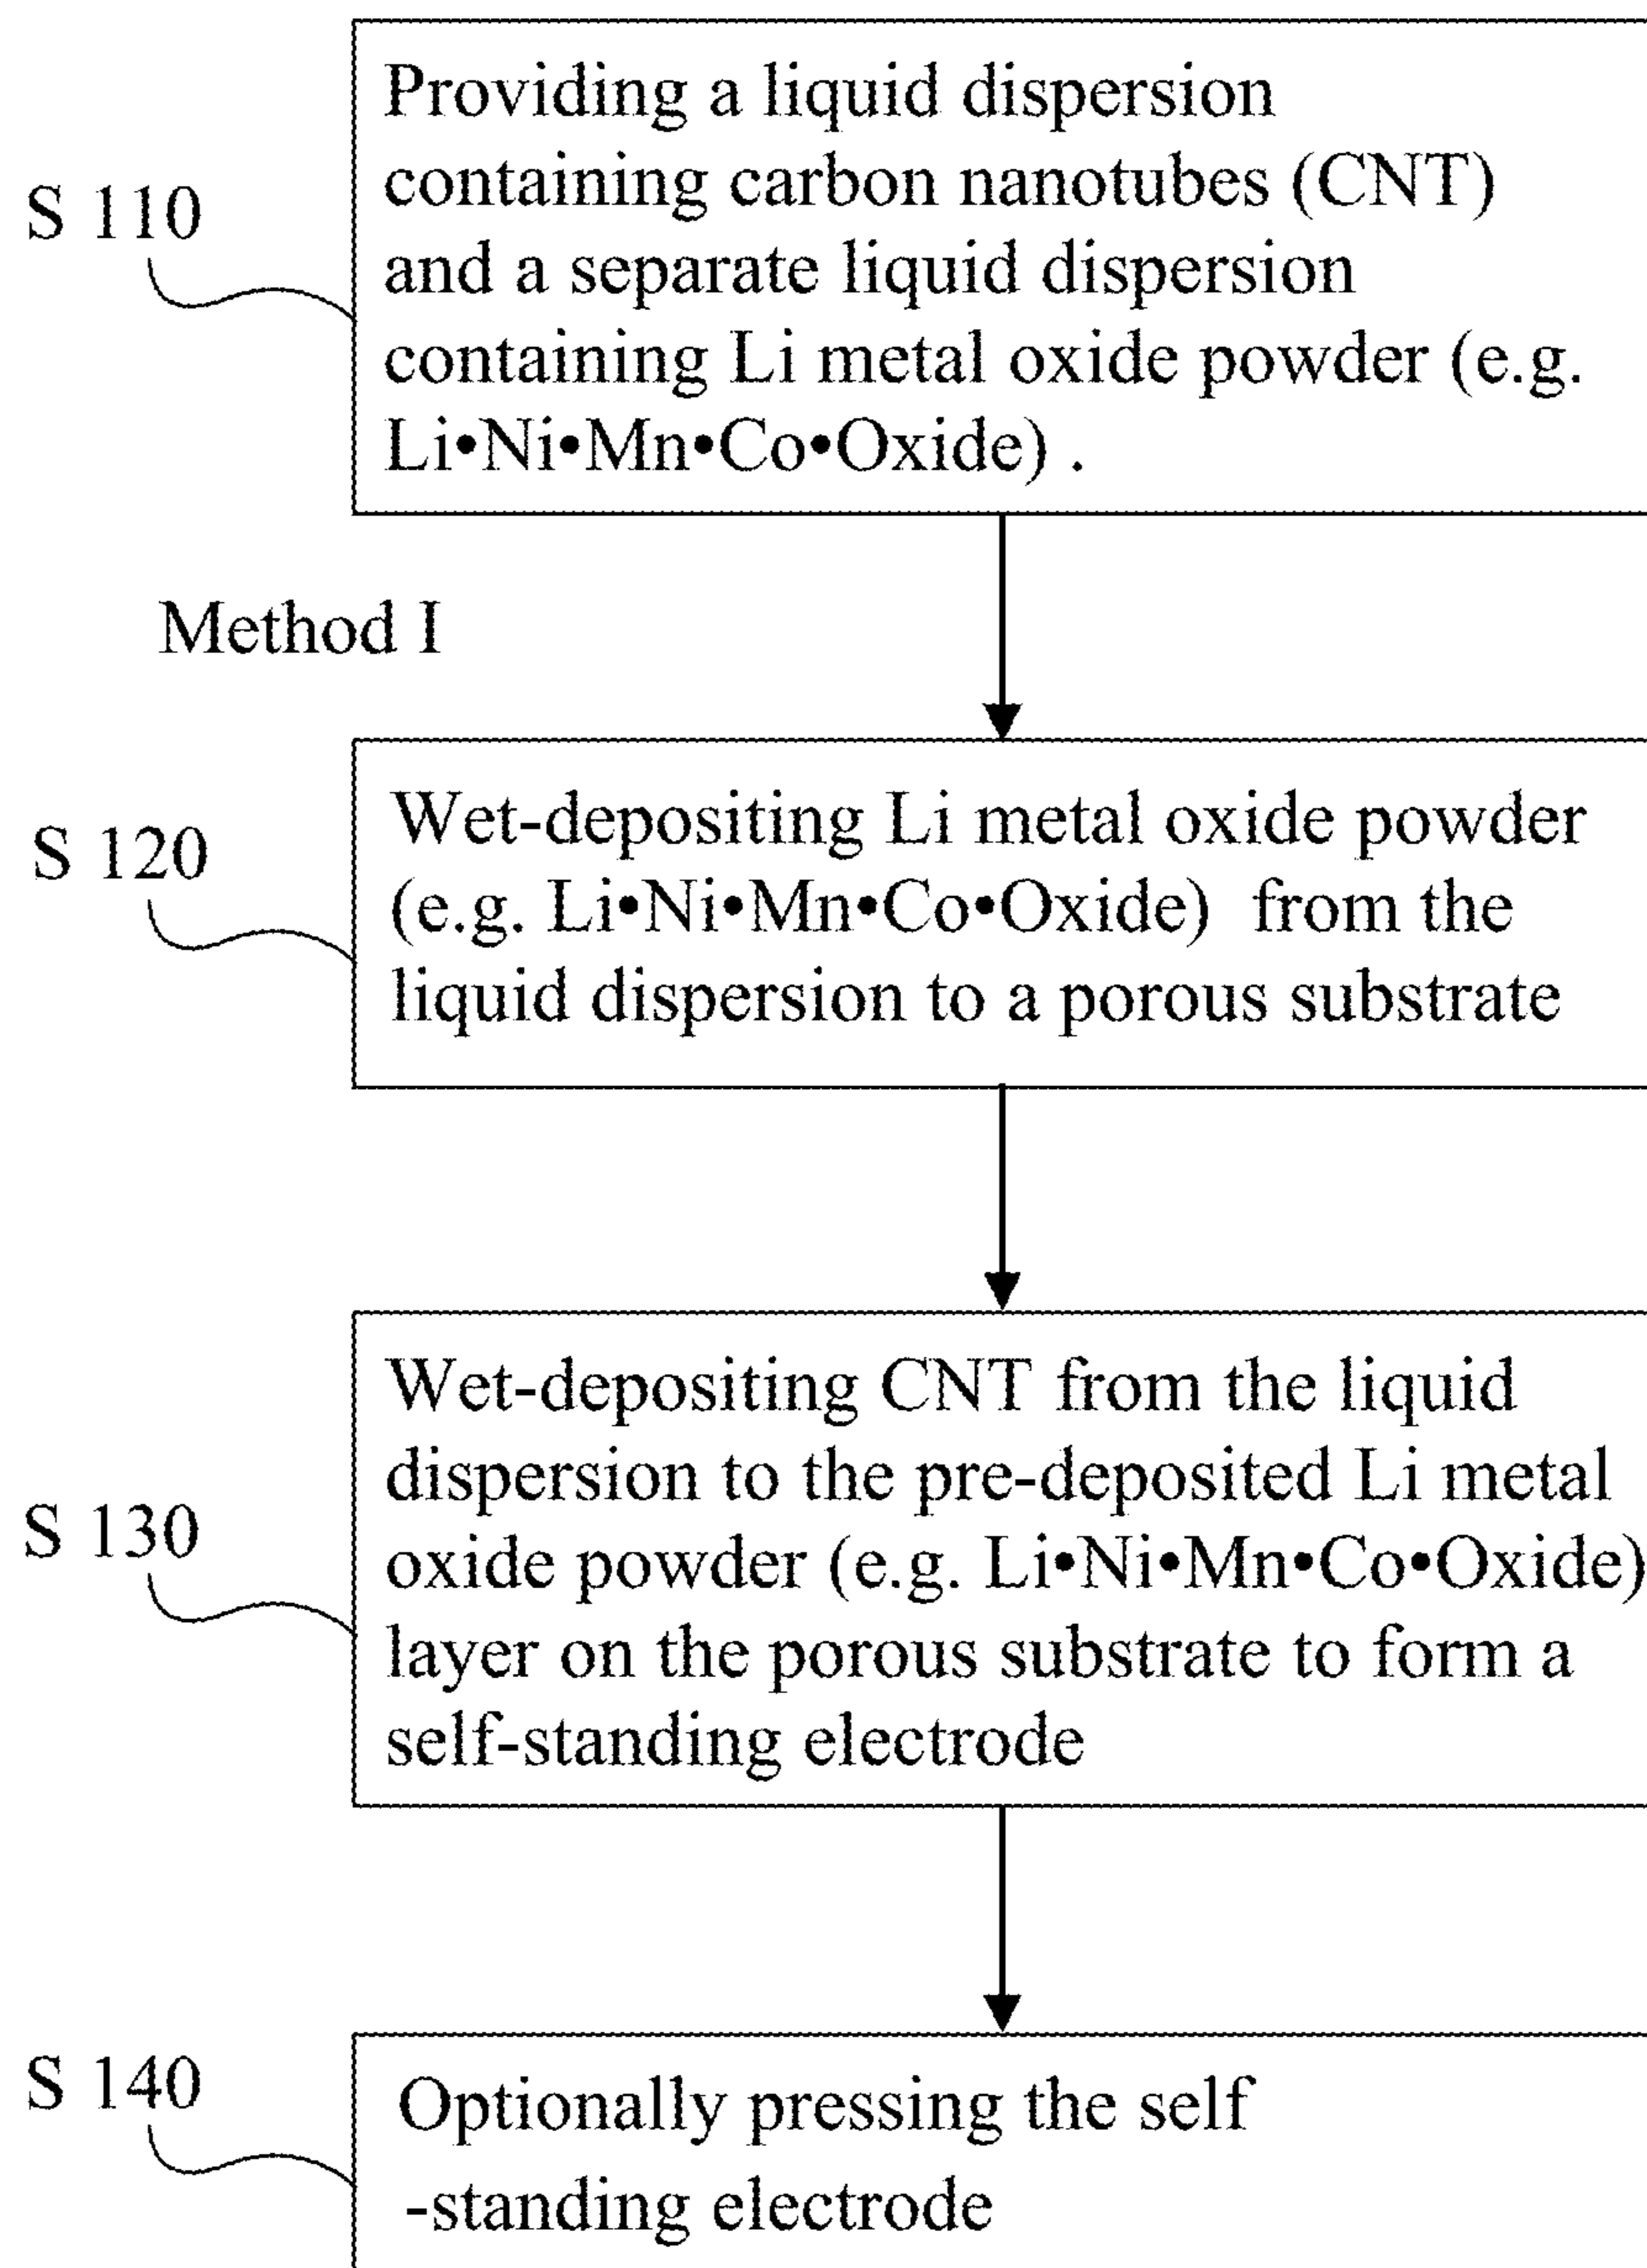 Providing a liquid dispersion
containing carbon nanotubes (CNT)
S 110
and a separate liquid dispersion
containing Li metal oxide powder (e.g.
Li•Ni•Mn•Co•Oxide) .
Method I
Wet-depositing Li metal oxide powder
S 120
(e.g. Li•Ni•Mn•Co•Oxide) from the
liquid dispersion to a porous substrate
Wet-depositing CNT from the liquid
dispersion to the pre-deposited Li metal
S 130
oxide powder (e.g. Li•Ni•Mn•Co•Oxide)
layer on the porous substrate to form a
self-standing electrode
S 140
Optionally pressing the self
-standing electrode